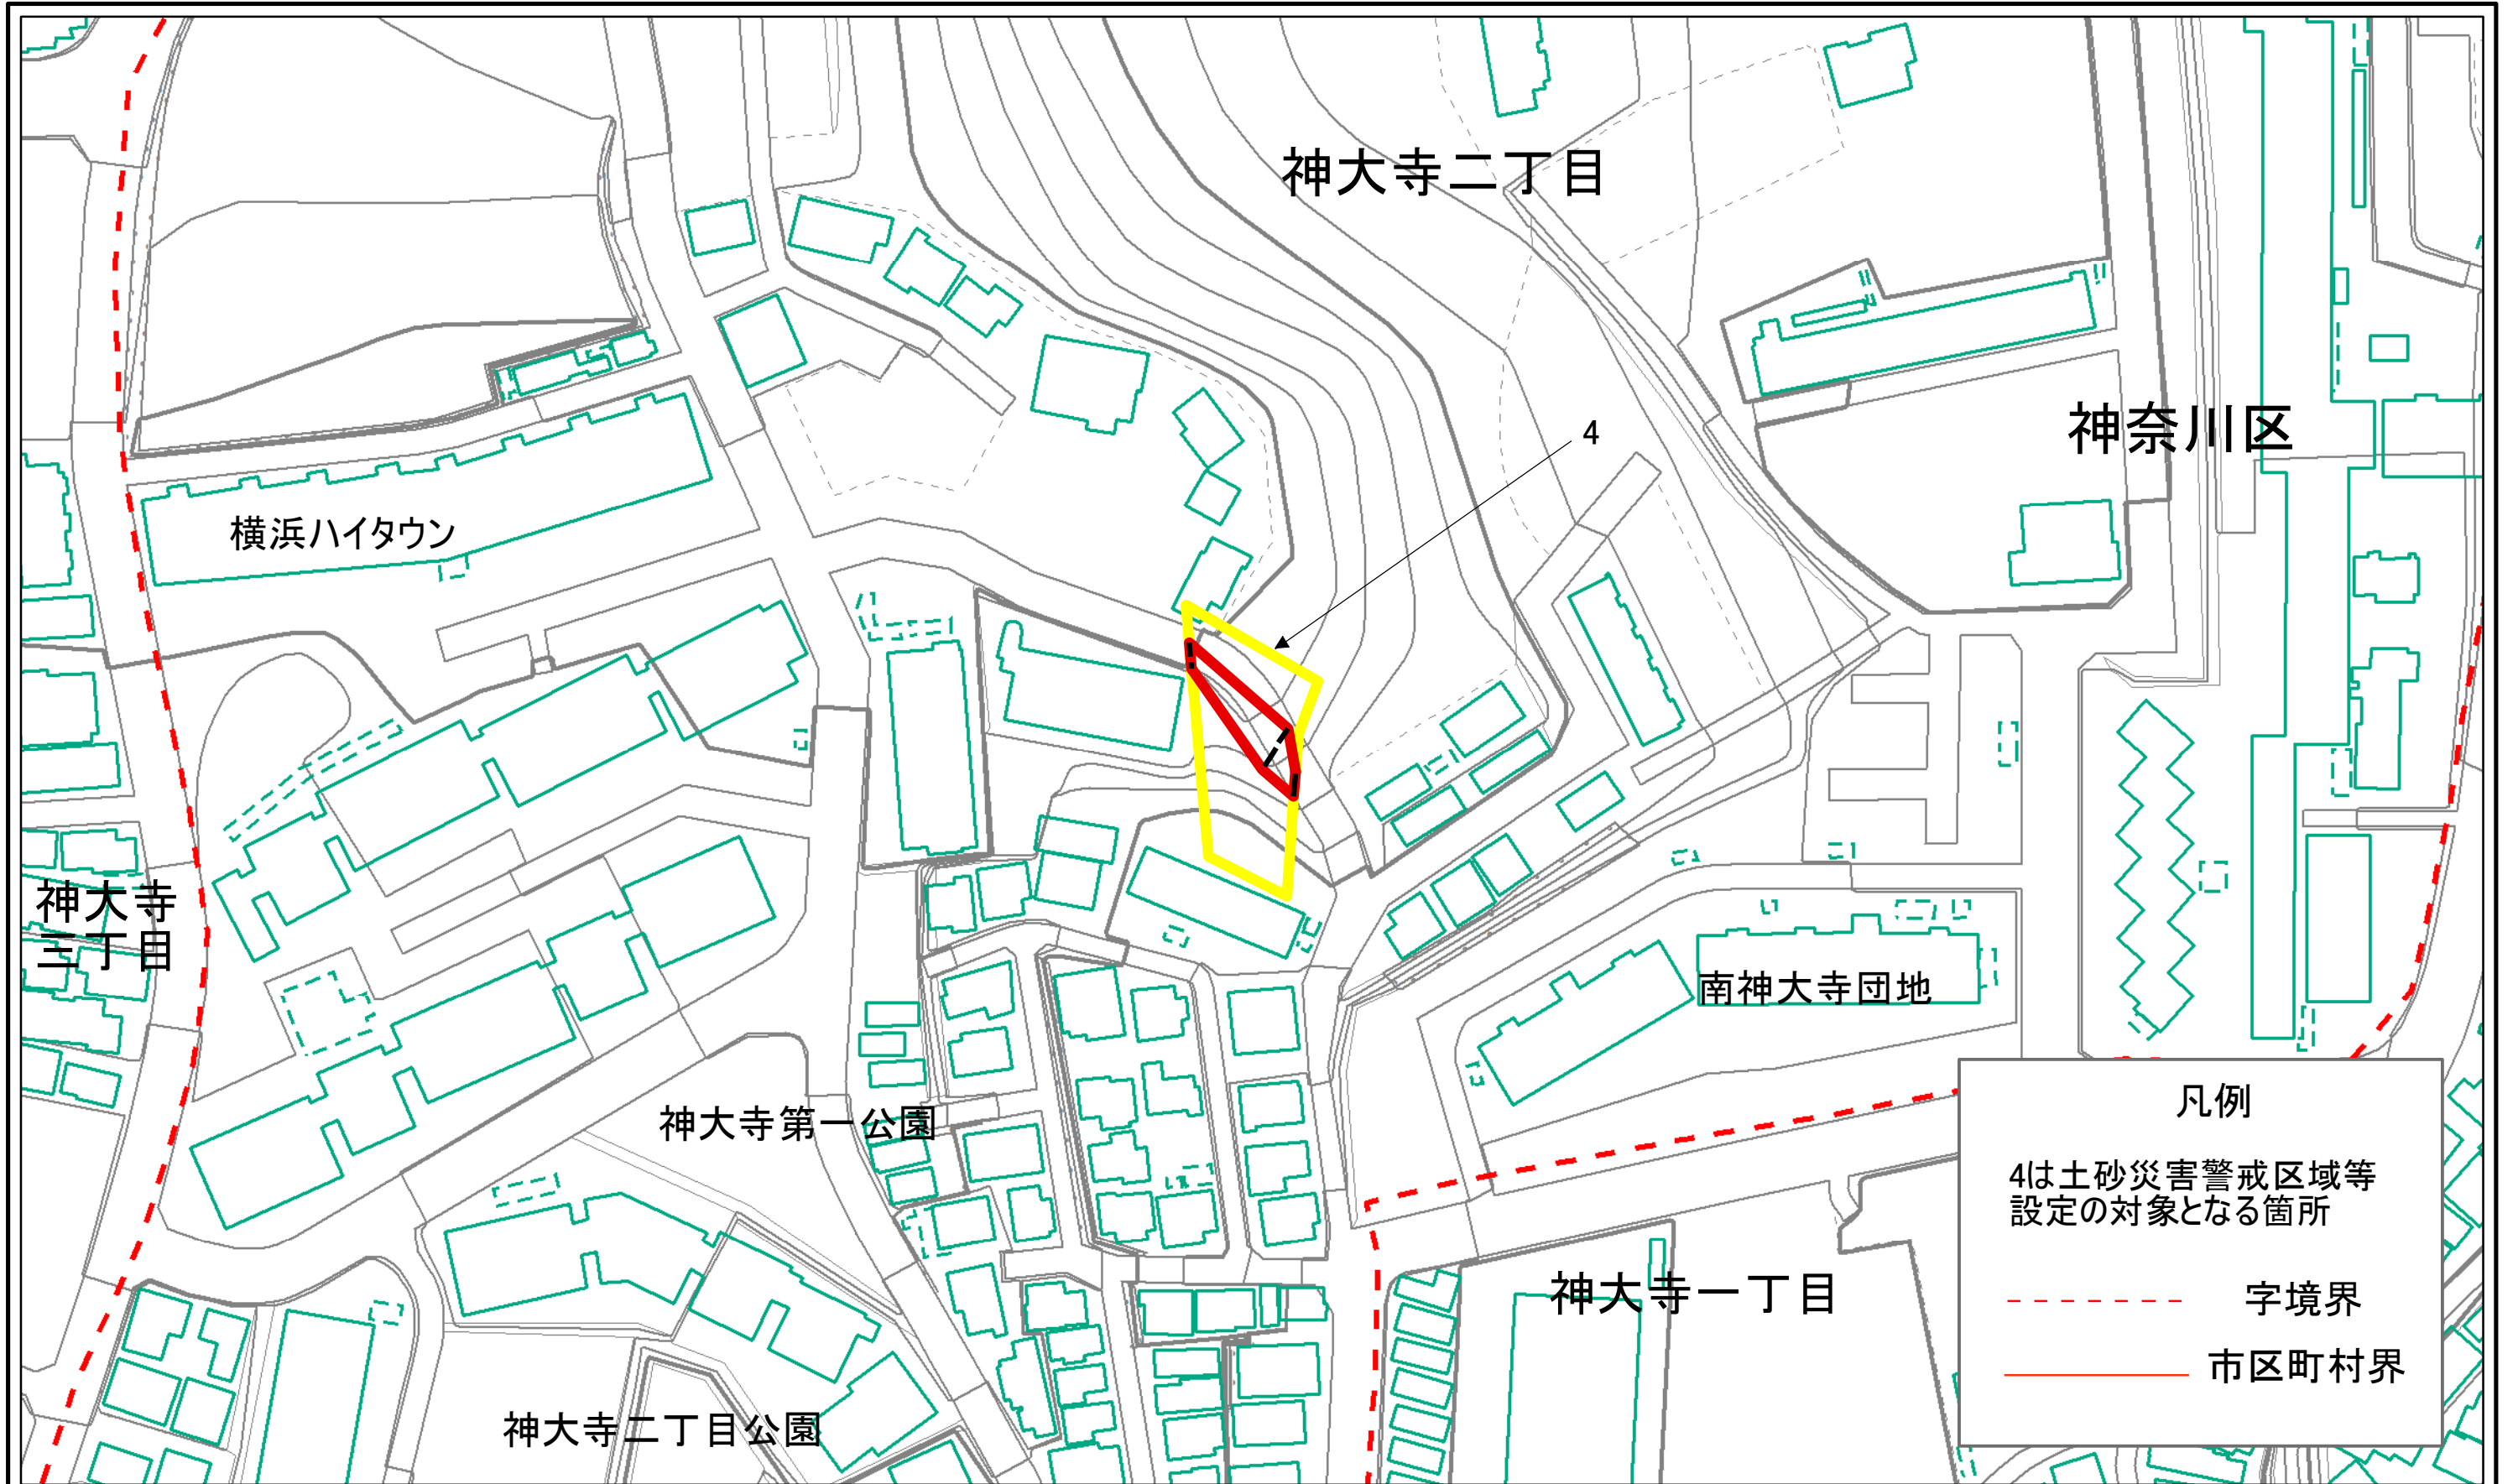 神大寺二丁目
神奈川区
4
横浜ハイタウン
神大寺
三丁目
南神大寺団地
神大寺第一公園
神大寺一丁目
神大寺二丁目公園
凡例
4は土砂災害警戒区域等
設定の対象となる箇所
字境界
市区町村界